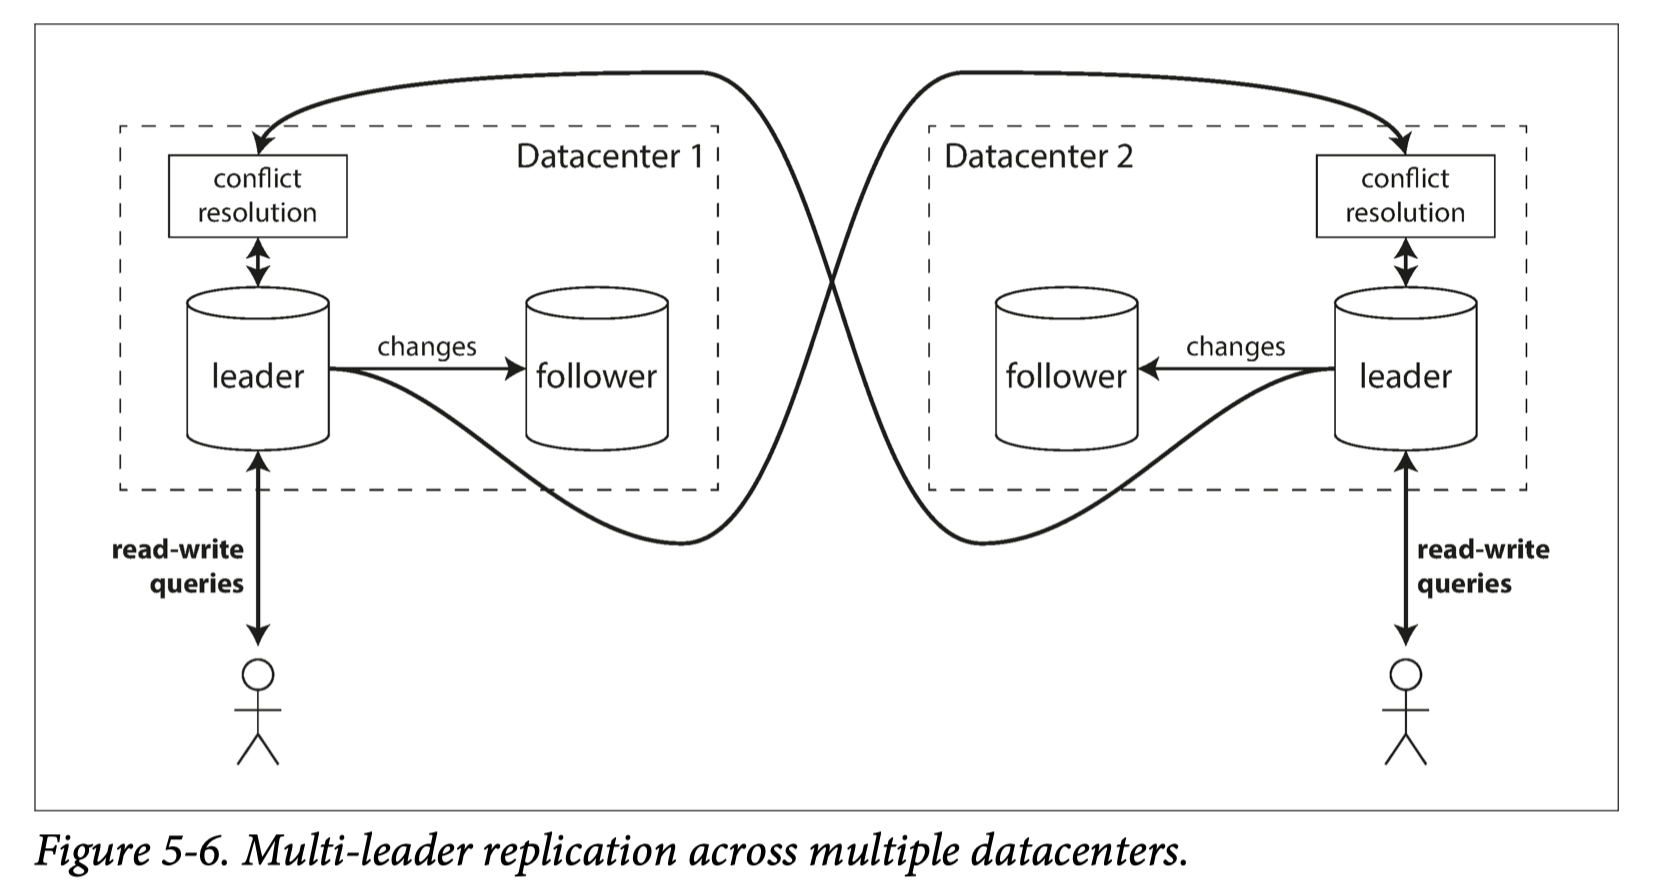 Datacenter 1
conflict
resolution
changes
leader
follower
read-write
queries
Datacenter 2
conflict
resolution
changes
follower
leader
read-write
queries
Figure 5-6. Multi-leader replication across multiple datacenters.